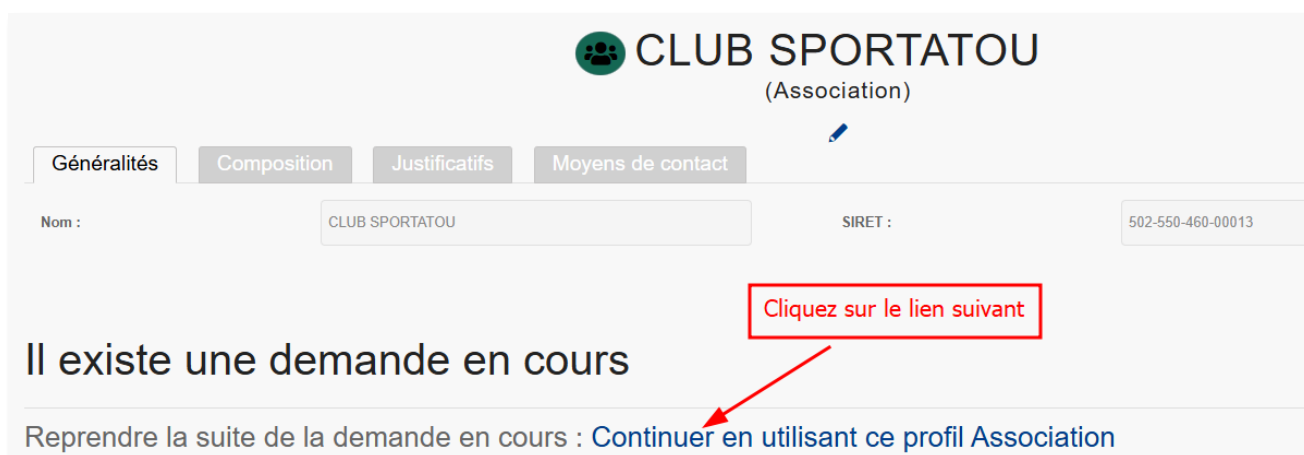 CLUB SPORTATOU
(Association)
Généralités Composition Justificatifs Moyens de contact
Nom : CLUB SPORTATOU SIRET : 502-550-460-00013
Cliquez sur le lien suivant
Il existe une demande en cours
Reprendre la suite de la demande en cours : Continuer en utilisant ce profil Association